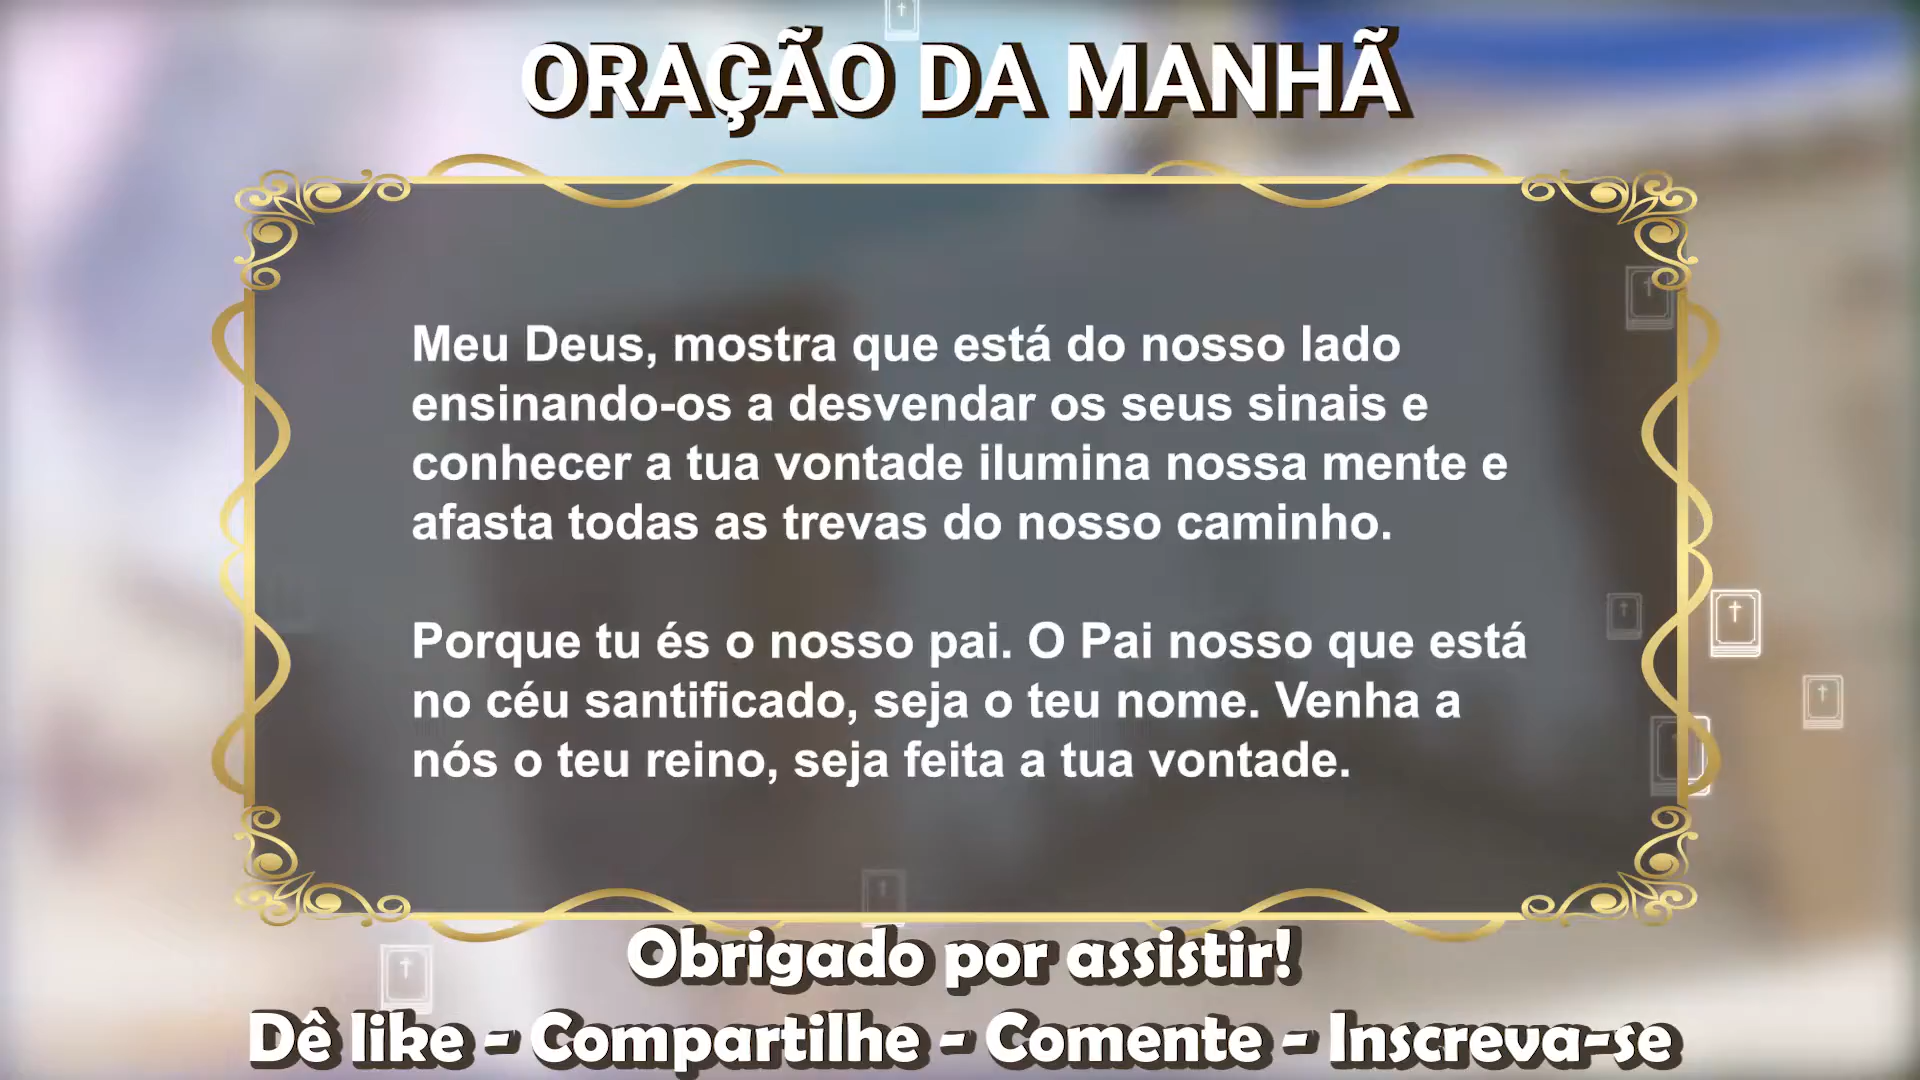 ORAÇÃO DA MANHÃ
Meu Deus, mostra que está do nosso lado
ensinando-os a desvendar os seus sinais e
conhecer a tua vontade ilumina nossa mente e
afasta todas as trevas do nosso caminho.
Porque tu és o nosso pai. O Pai nosso que está
no céu santificado, seja o teu nome. Venha a
nós o teu reino, seja feita a tua vontade.
Obrigado por assistir!
Dê like - Compartilhe - Comente - Inscreva-se